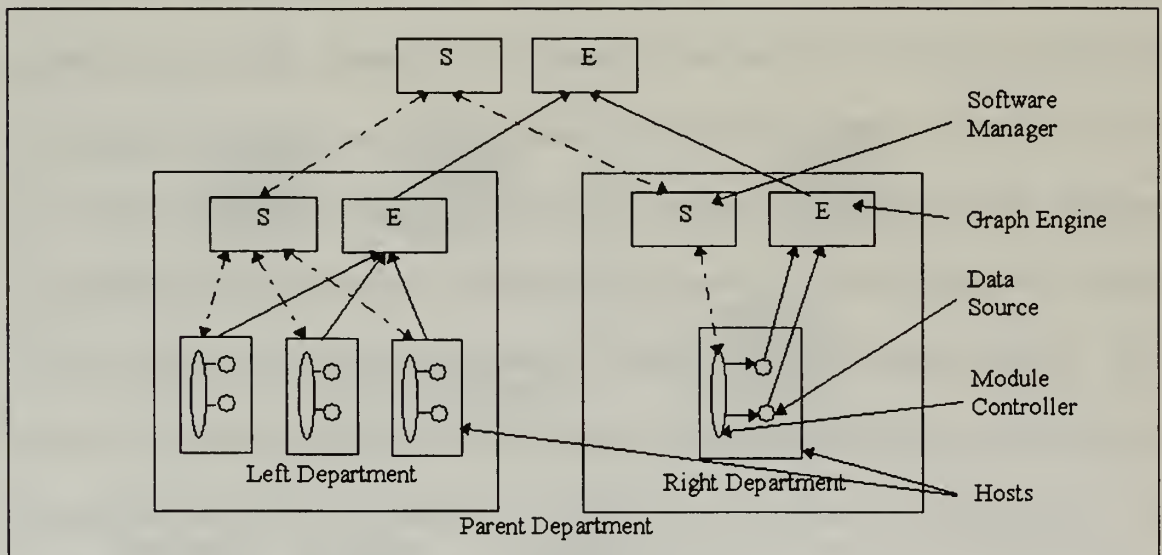 S
E
Software
Manager
S
E
S
E
Graph Engine
Data
Source
Module
Controller
Left Department
Right Department
Hosts
Parent Department